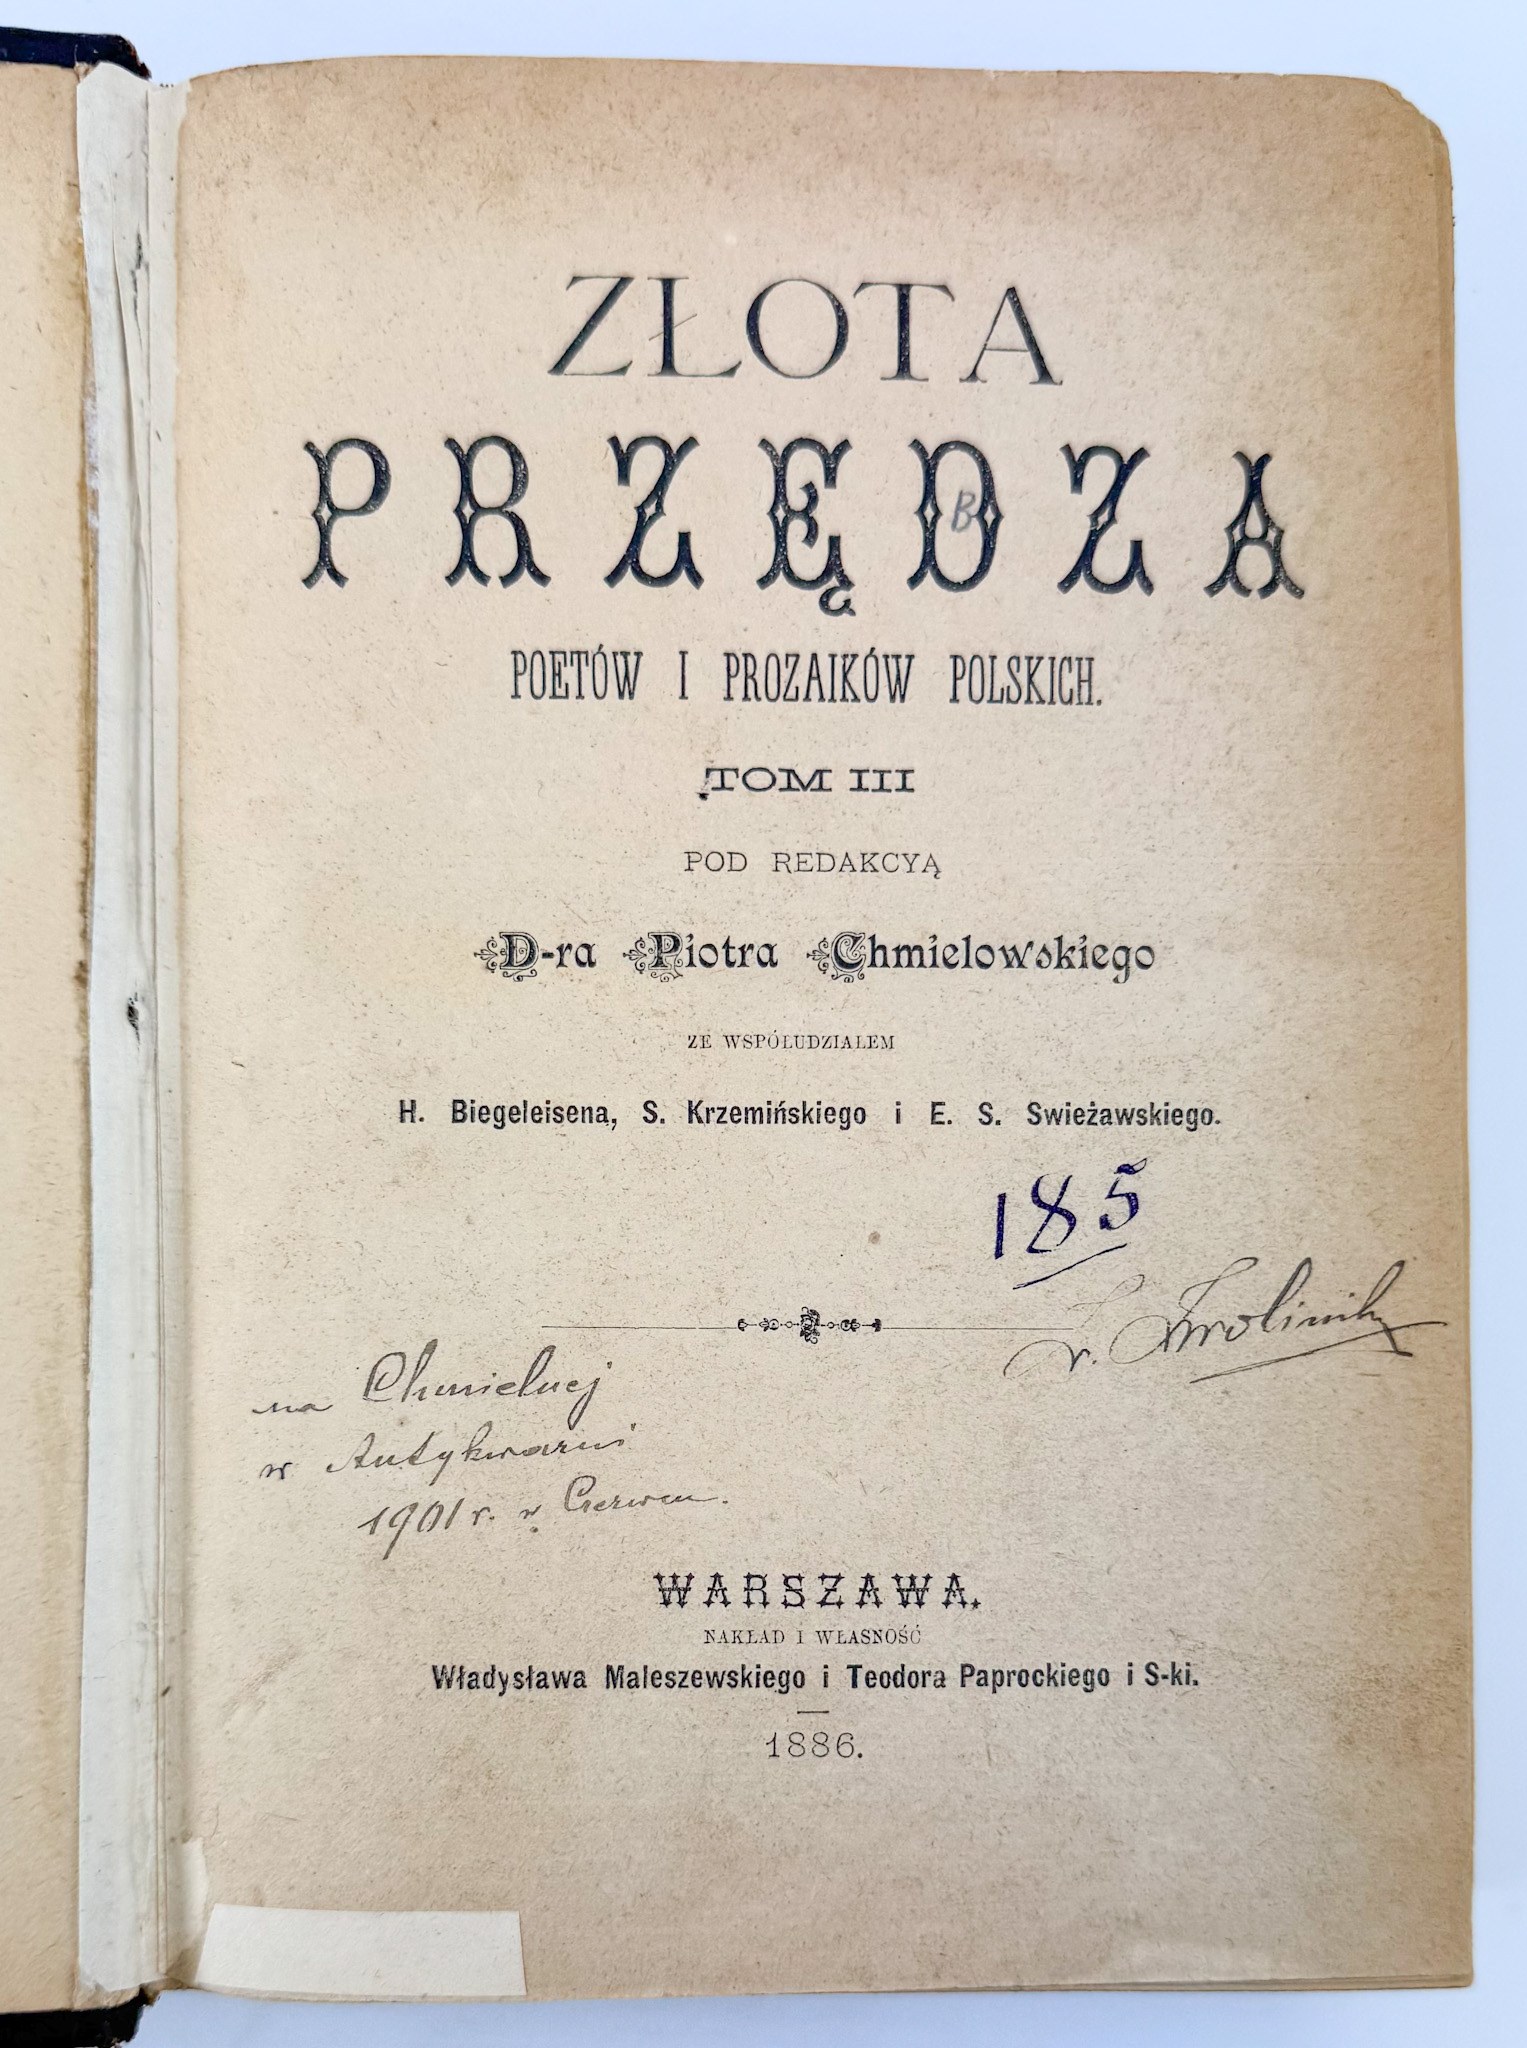 ZŁOTA
PRZĘDZA
B
POETÓW I PROZAIKÓW POLSKICH.
TOM III
POD REDAKCYĄ
D-ra Piotra Chmielowskiego
ZE WSPÓŁUDZIAŁEM
H. Biegeleisena, S. Krzemińskiego i E. S. Swieżawskiego.
185
na Chmielnej
w Antykwarni
1901 r. w Czerwcu.
WARSZAWA.
NAKŁAD I WŁASNOŚĆ
Władysława Maleszewskiego i Teodora Paprockiego i S-ki.
1886.